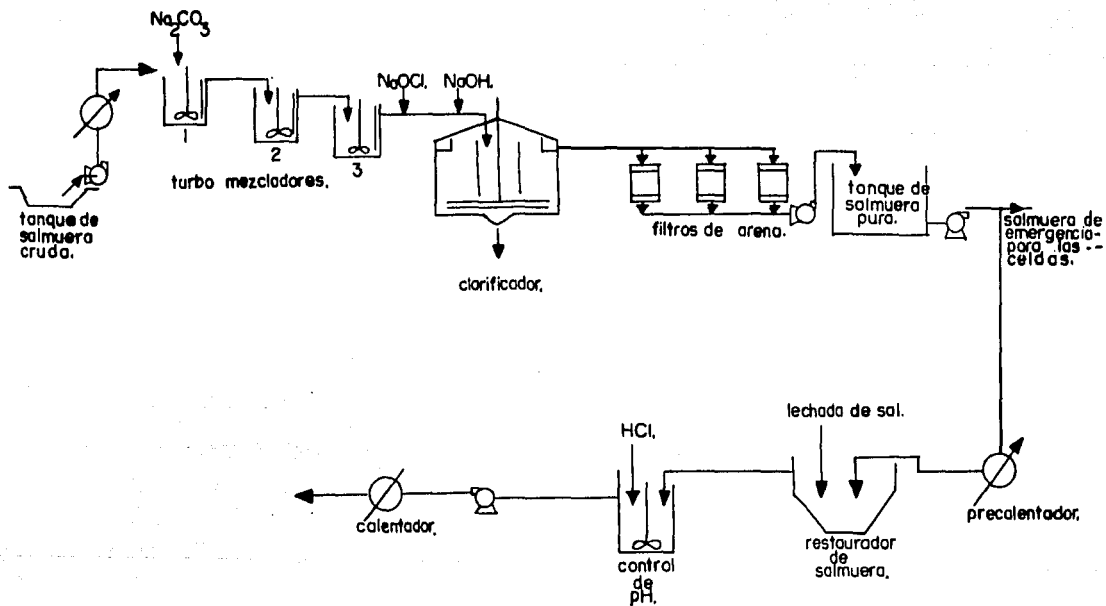 Na2CO3
NaOCl.
NaOH.
1
2
3
turbo mezcladores.
tanque de
salmuera
cruda.
clarificador.
filtros de arena.
tanque de
salmuera
pura.
salmuera de
emergencia-
para las --
celdas.
lechada de sal.
HCl.
calentador.
control
de
pH.
restaurador
de
salmuera.
precalentador.